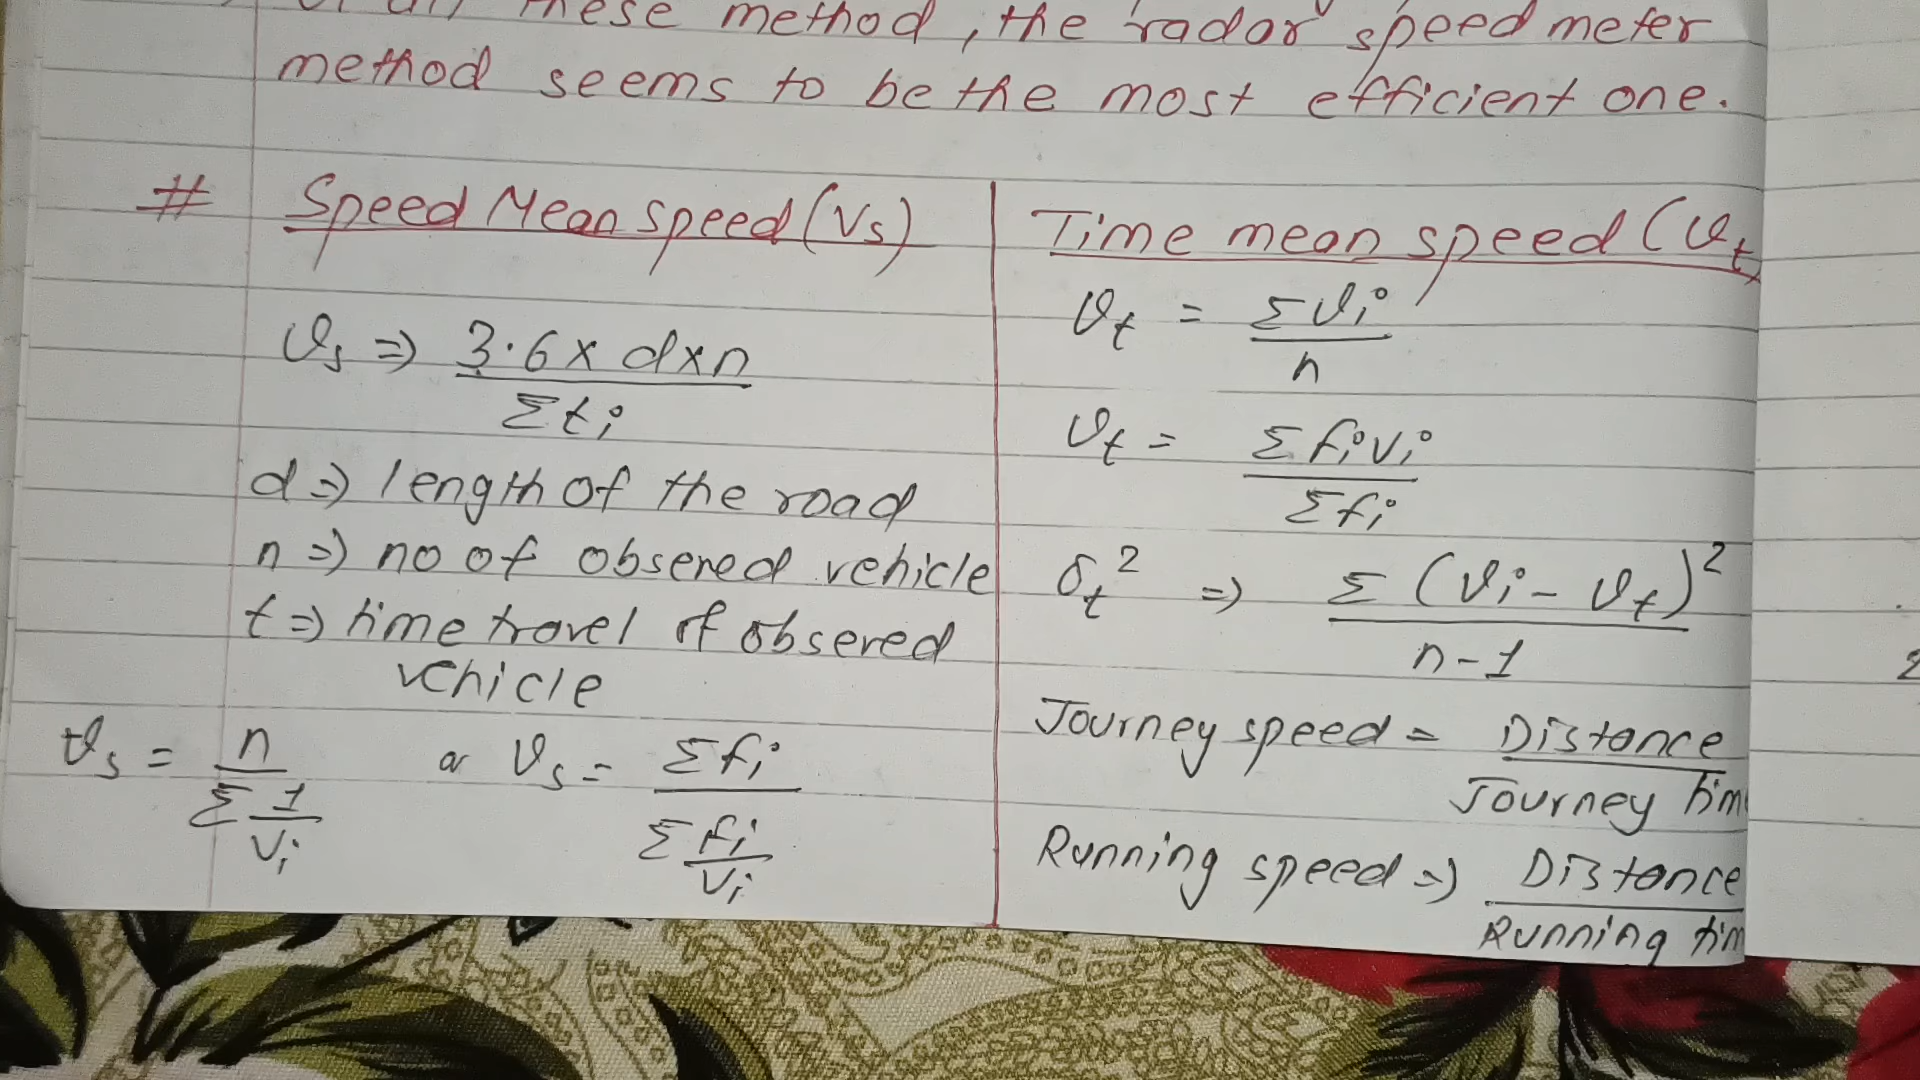 these method, the radar speed meter
method seems to be the most efficient one.
# Speed Mean speed (Vs)
Vs => 3.6 x d x n / Σti
d => length of the road
n => no of obsered vehicle
t => time travel of obsered
vehicle
Vs = n / Σ 1/Vi or Vs = Σfi / Σ fi/Vi
Time mean speed (Vt)
Vt = ΣVi / n
Vt = Σfivi / Σfi
σt² => Σ(Vi - Vt)² / n-1
Journey speed = Distance / Journey tim
Running speed => Distance / Running tim